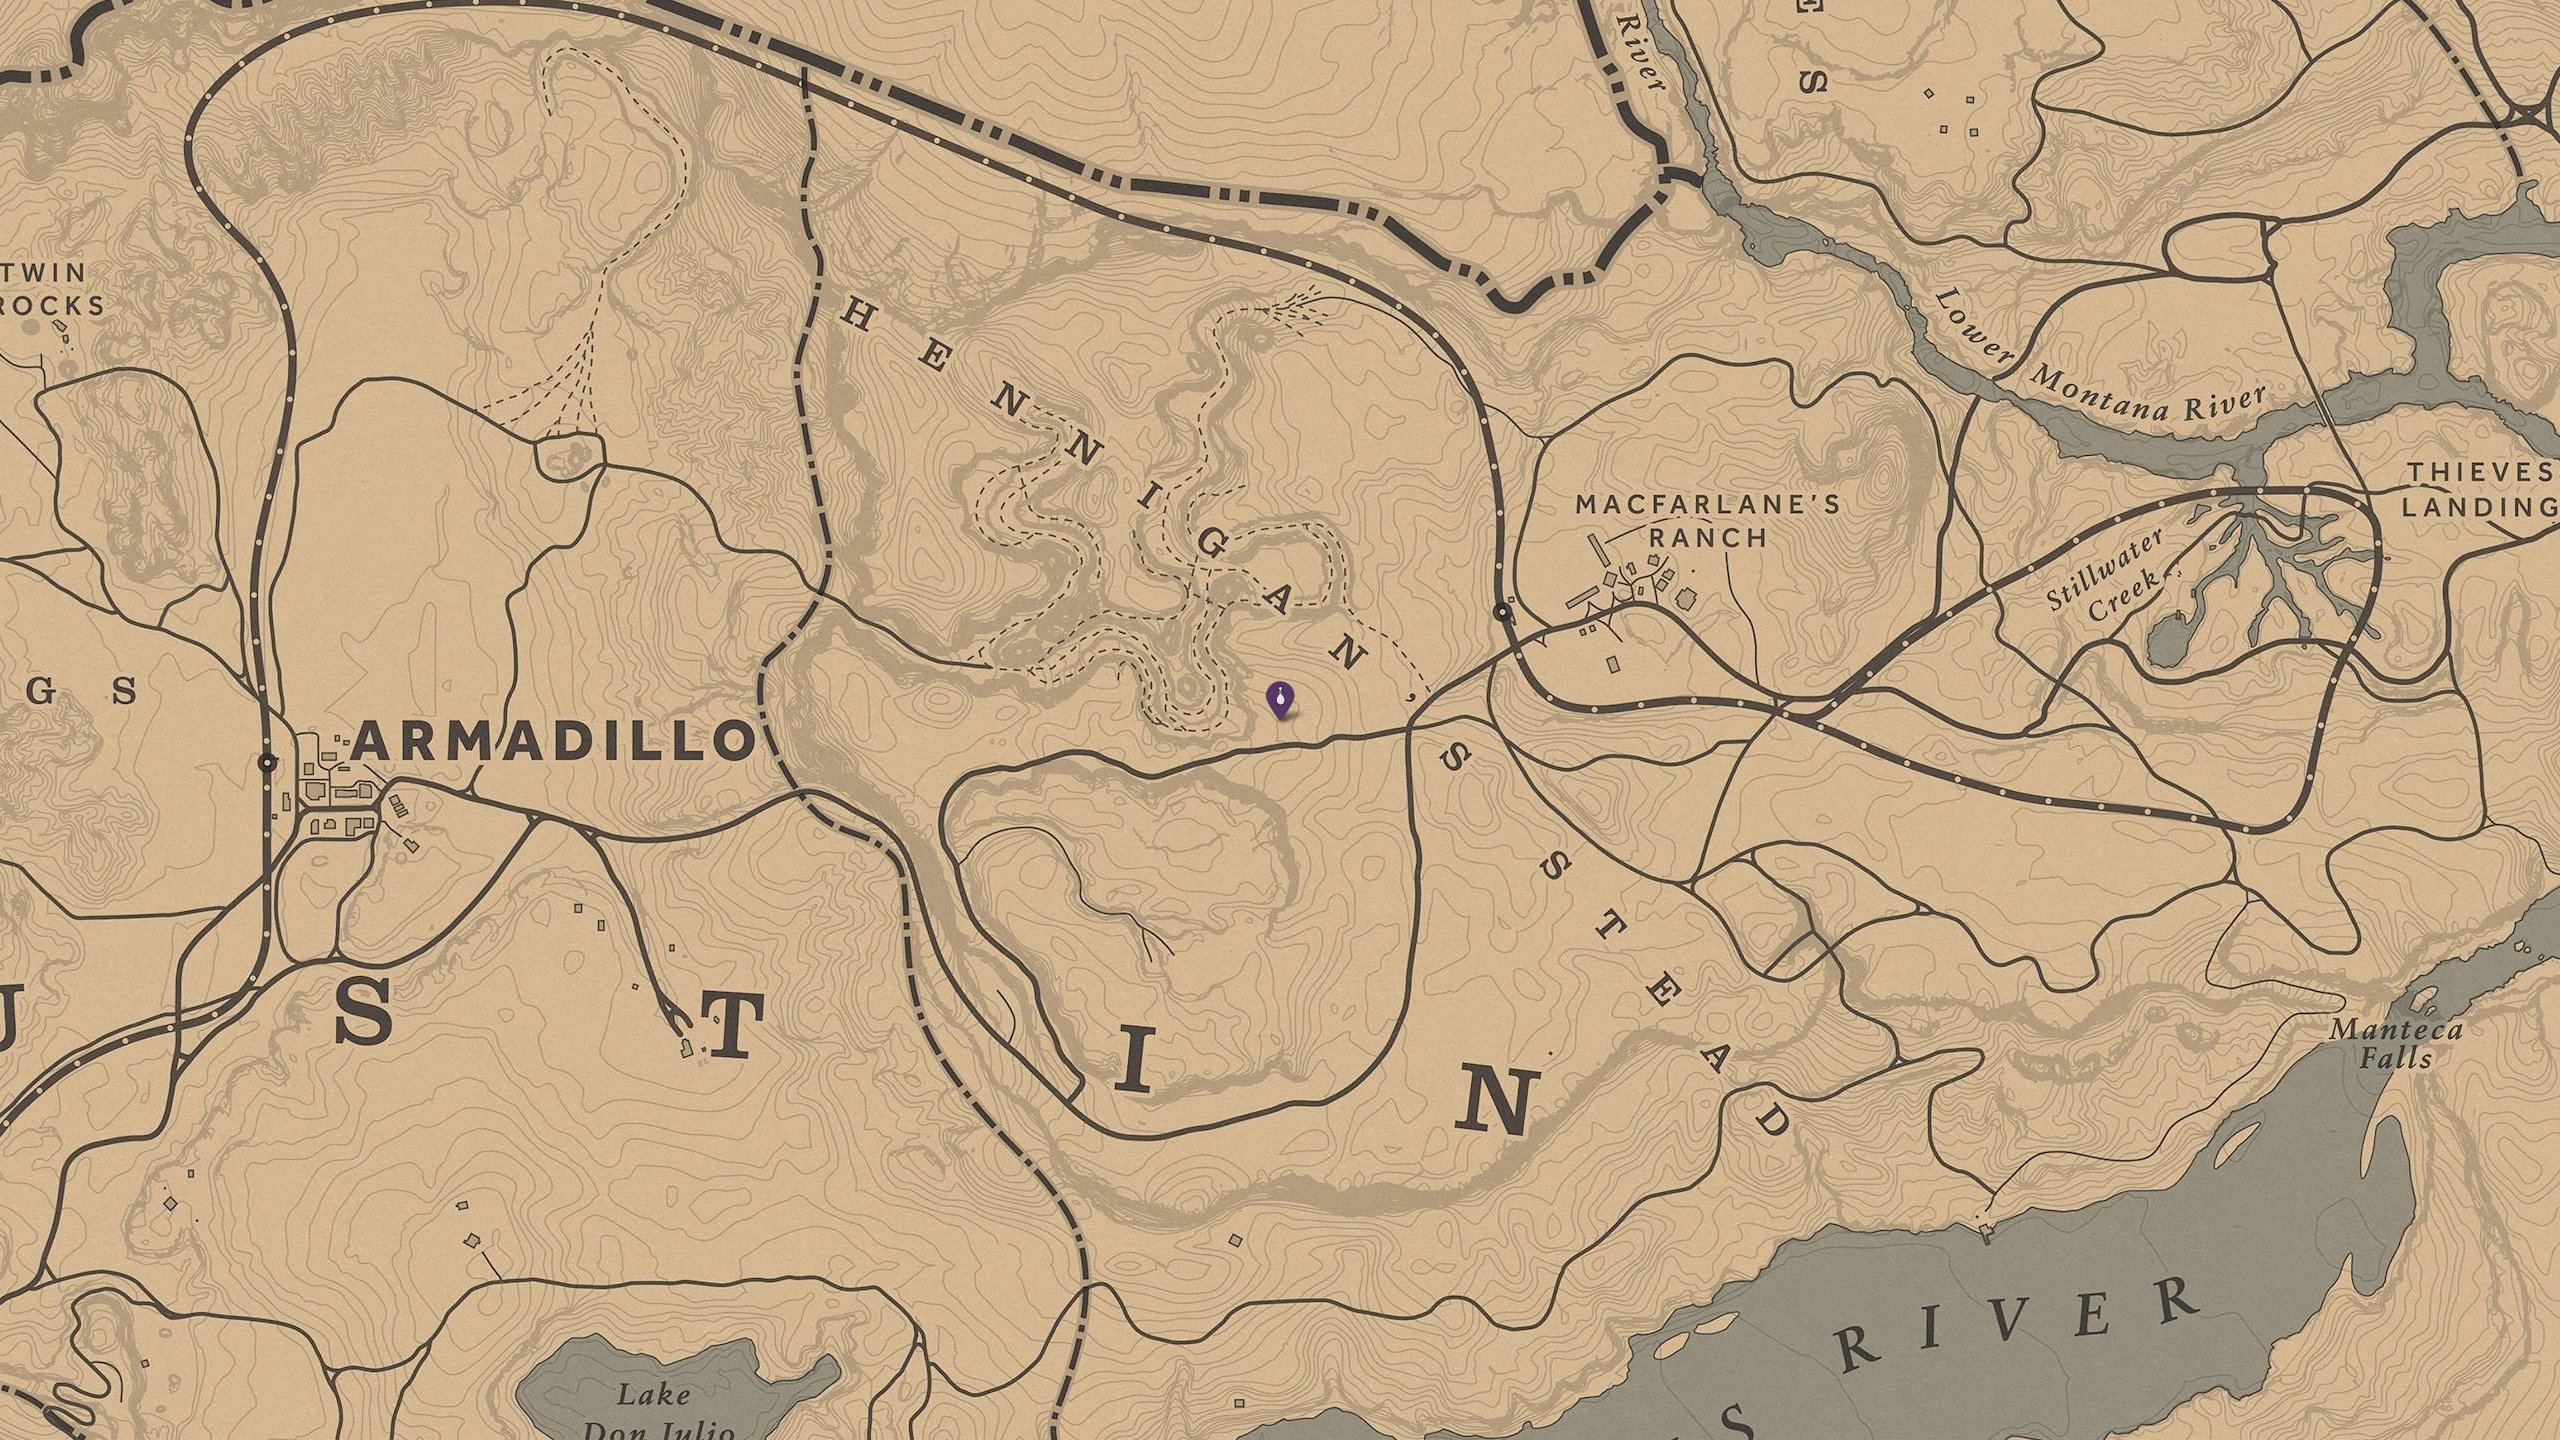 River
E
S
TWIN
ROCKS
HENNIGAN'S STEAD
Lower Montana River
THIEVES
LANDING
MACFARLANE'S
RANCH
Stillwater
Creek
G S
ARMADILLO
U S T I N
Manteca
Falls
S RIVER
Lake
Don Julio